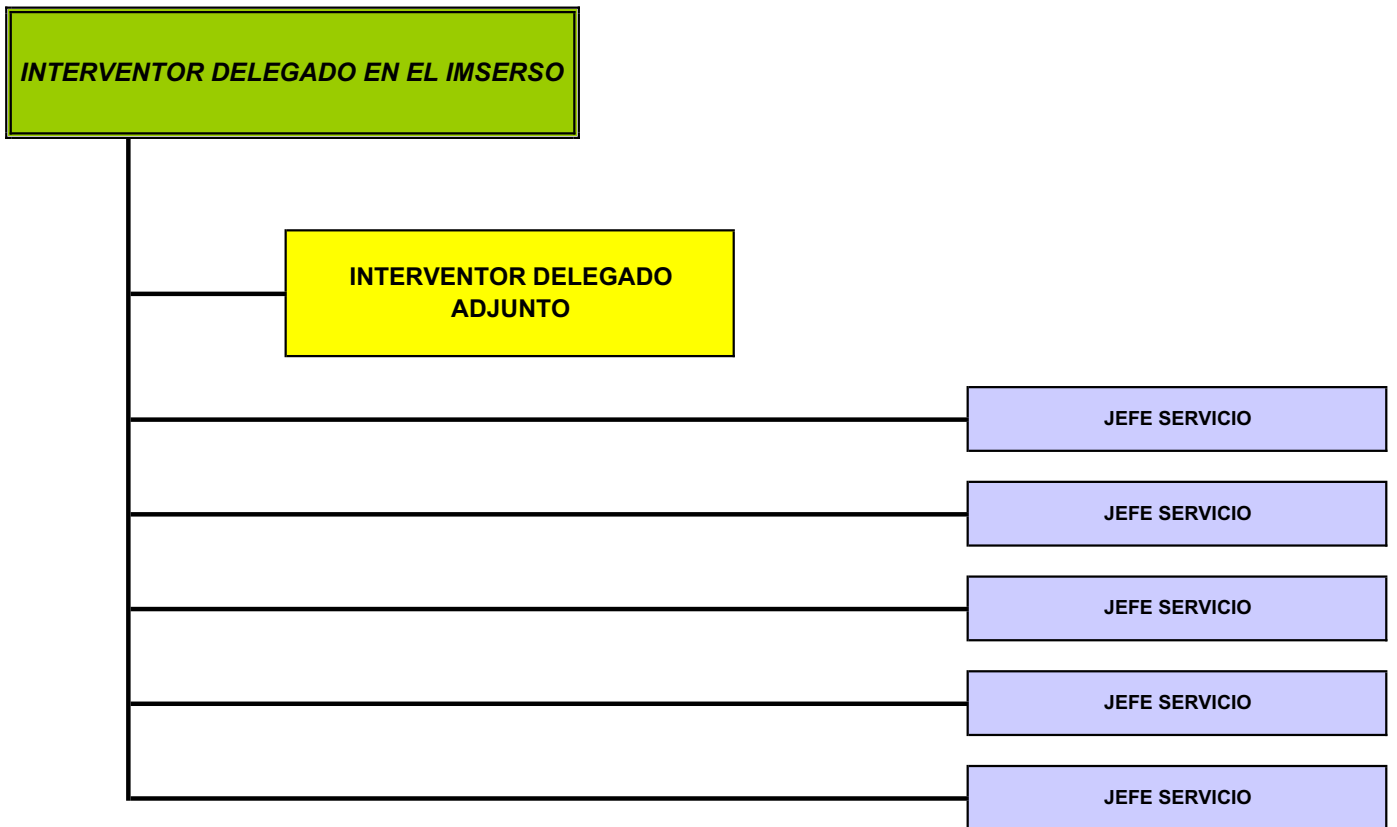 INTERVENTOR DELEGADO EN EL IMSERSO
INTERVENTOR DELEGADO
ADJUNTO
JEFE SERVICIO
JEFE SERVICIO
JEFE SERVICIO
JEFE SERVICIO
JEFE SERVICIO